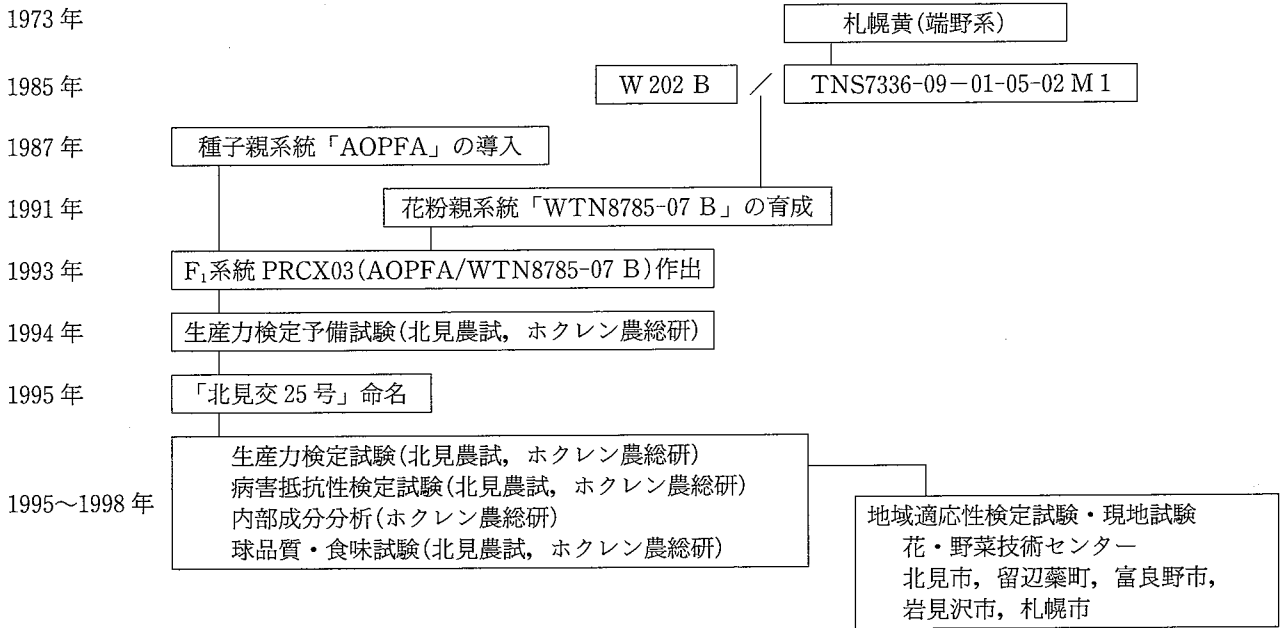 1973年
札幌黄(端野系)
1985年
W 202 B ／ TNS7336-09－01-05-02 M 1
1987年
種子親系統「AOPFA」の導入
1991年
花粉親系統「WTN8785-07 B」の育成
1993年
F₁系統 PRCX03(AOPFA/WTN8785-07 B)作出
1994年
生産力検定予備試験(北見農試，ホクレン農総研)
1995年
「北見交25号」命名
1995〜1998年
生産力検定試験(北見農試，ホクレン農総研)
病害抵抗性検定試験(北見農試，ホクレン農総研)
内部成分分析(ホクレン農総研)
球品質・食味試験(北見農試，ホクレン農総研)
地域適応性検定試験・現地試験
花・野菜技術センター
北見市，留辺蘂町，富良野市，
岩見沢市，札幌市